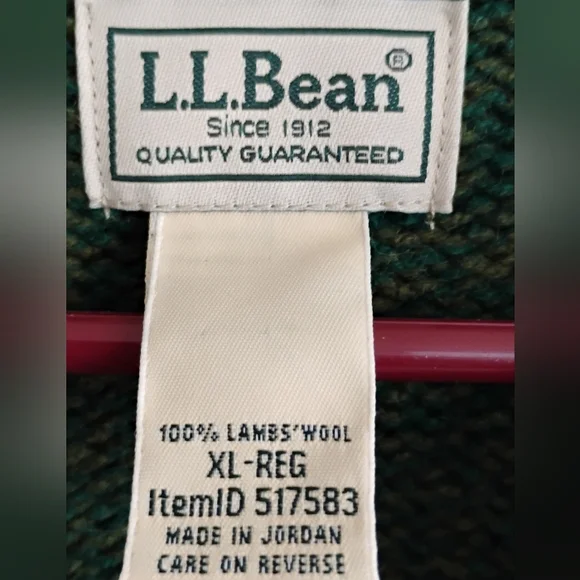 L.L.Bean®
Since 1912
QUALITY GUARANTEED
100% LAMBS' WOOL
XL-REG
ItemID 517583
MADE IN JORDAN
CARE ON REVERSE